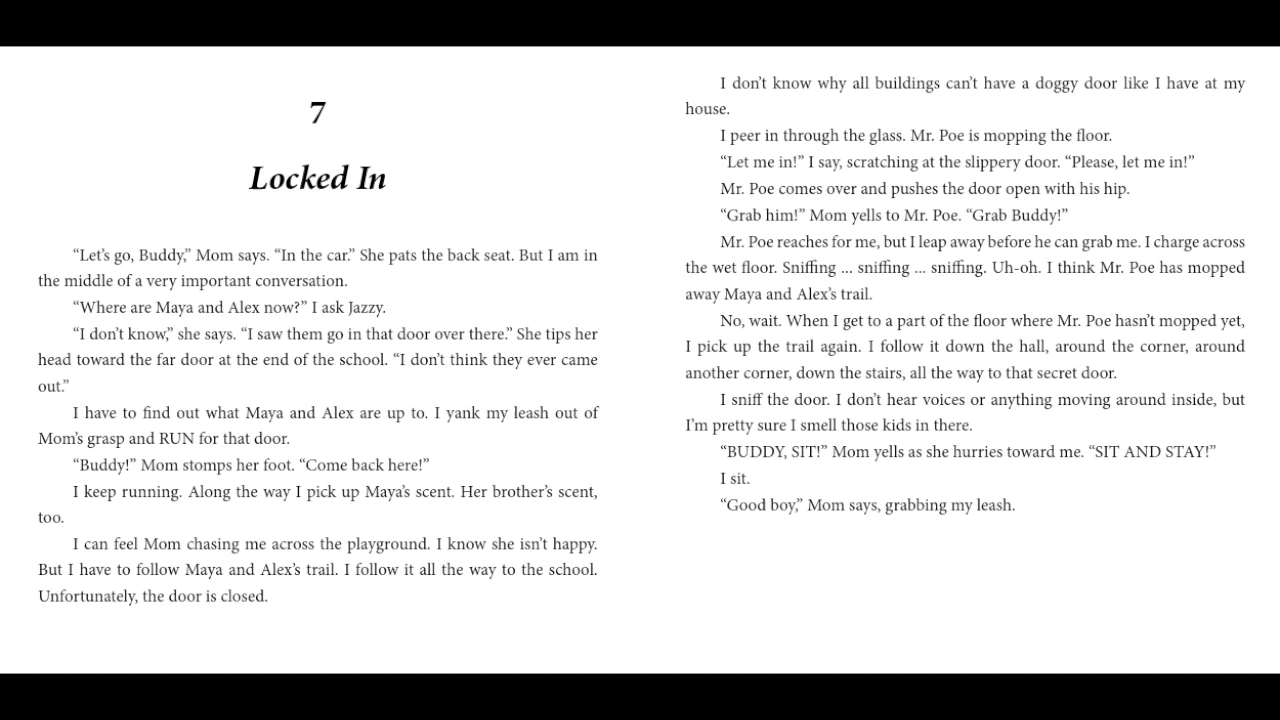 7
Locked In
“Let’s go, Buddy,” Mom says. “In the car.” She pats the back seat. But I am in
the middle of a very important conversation.
“Where are Maya and Alex now?” I ask Jazzy.
“I don’t know,” she says. “I saw them go in that door over there.” She tips her
head toward the far door at the end of the school. “I don’t think they ever came
out.”
I have to find out what Maya and Alex are up to. I yank my leash out of
Mom’s grasp and RUN for that door.
“Buddy!” Mom stomps her foot. “Come back here!”
I keep running. Along the way I pick up Maya’s scent. Her brother’s scent,
too.
I can feel Mom chasing me across the playground. I know she isn’t happy.
But I have to follow Maya and Alex’s trail. I follow it all the way to the school.
Unfortunately, the door is closed.
I don’t know why all buildings can’t have a doggy door like I have at my
house.
I peer in through the glass. Mr. Poe is mopping the floor.
“Let me in!” I say, scratching at the slippery door. “Please, let me in!”
Mr. Poe comes over and pushes the door open with his hip.
“Grab him!” Mom yells to Mr. Poe. “Grab Buddy!”
Mr. Poe reaches for me, but I leap away before he can grab me. I charge across
the wet floor. Sniffing ... sniffing ... sniffing. Uh-oh. I think Mr. Poe has mopped
away Maya and Alex’s trail.
No, wait. When I get to a part of the floor where Mr. Poe hasn’t mopped yet,
I pick up the trail again. I follow it down the hall, around the corner, around
another corner, down the stairs, all the way to that secret door.
I sniff the door. I don’t hear voices or anything moving around inside, but
I’m pretty sure I smell those kids in there.
“BUDDY, SIT!” Mom yells as she hurries toward me. “SIT AND STAY!”
I sit.
“Good boy,” Mom says, grabbing my leash.